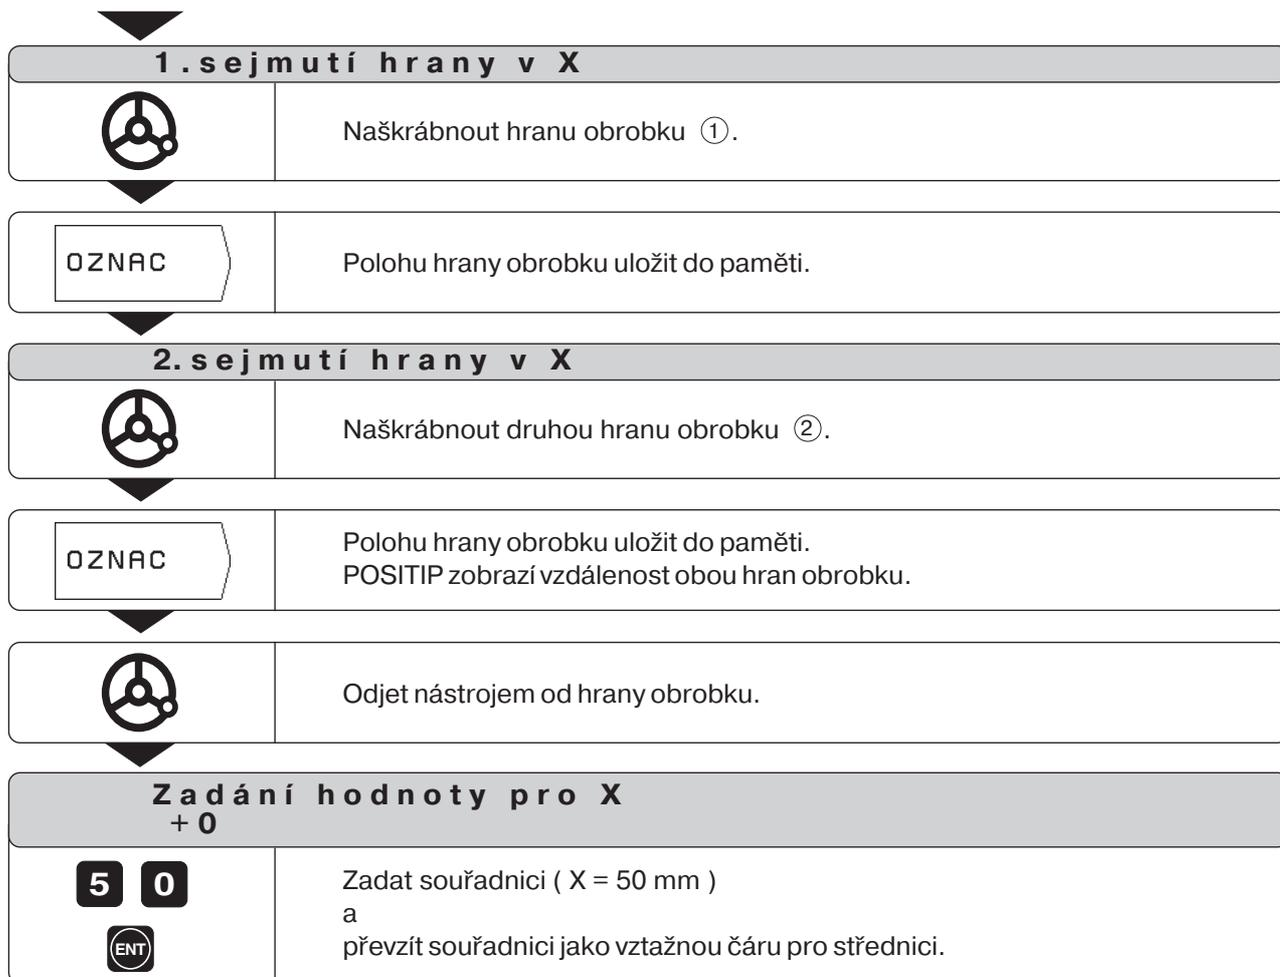 1.sejmutí hrany v X
Naškrábnout hranu obrobku ①.
OZNAC
Polohu hrany obrobku uložit do paměti.
2.sejmutí hrany v X
Naškrábnout druhou hranu obrobku ②.
OZNAC
Polohu hrany obrobku uložit do paměti.
POSITIP zobrazí vzdálenost obou hran obrobku.
Odjet nástrojem od hrany obrobku.
Zadání hodnoty pro X
+0
5 0
Zadat souřadnici ( X = 50 mm )
a
ENT
převzít souřadnici jako vztažnou čáru pro střednici.